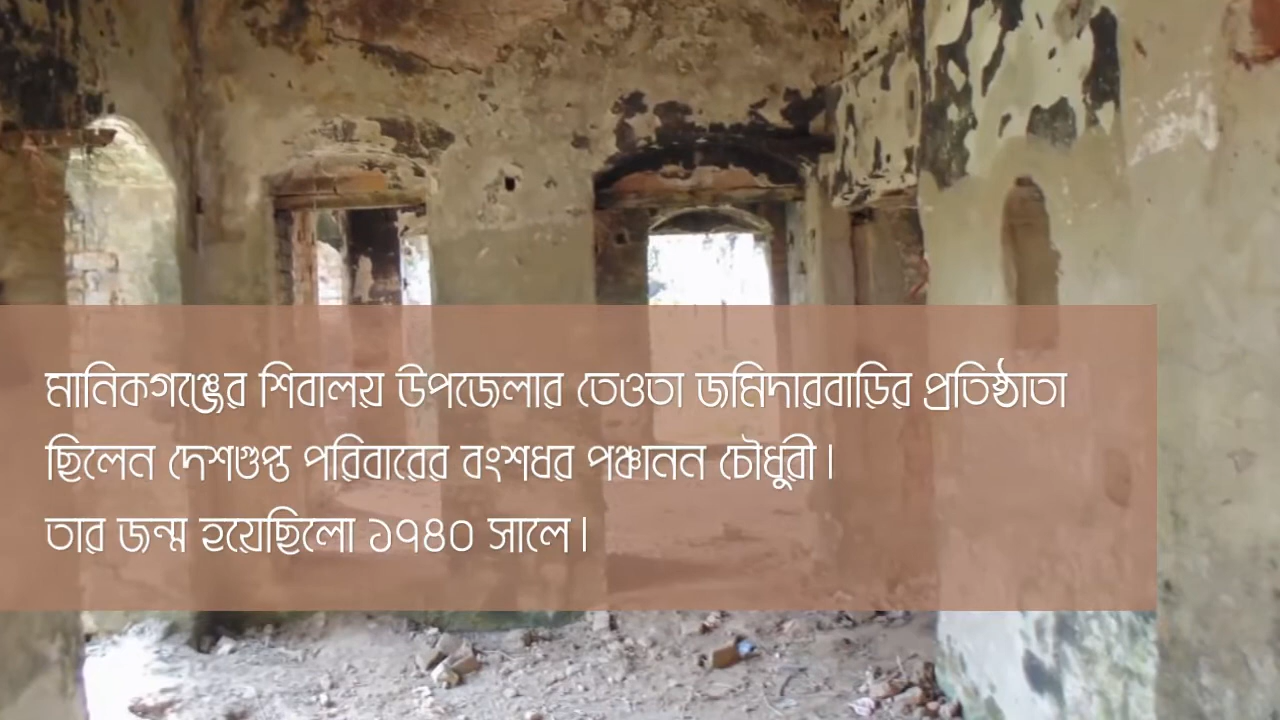 মানিকগঞ্জের শিবালয় উপজেলার তেওতা জমিদারবাড়ির প্রতিষ্ঠাতা
ছিলেন দেশগুপ্ত পরিবারের বংশধর পঞ্চানন চৌধুরী।
তার জন্ম হয়েছিলো ১৭৪০ সালে।